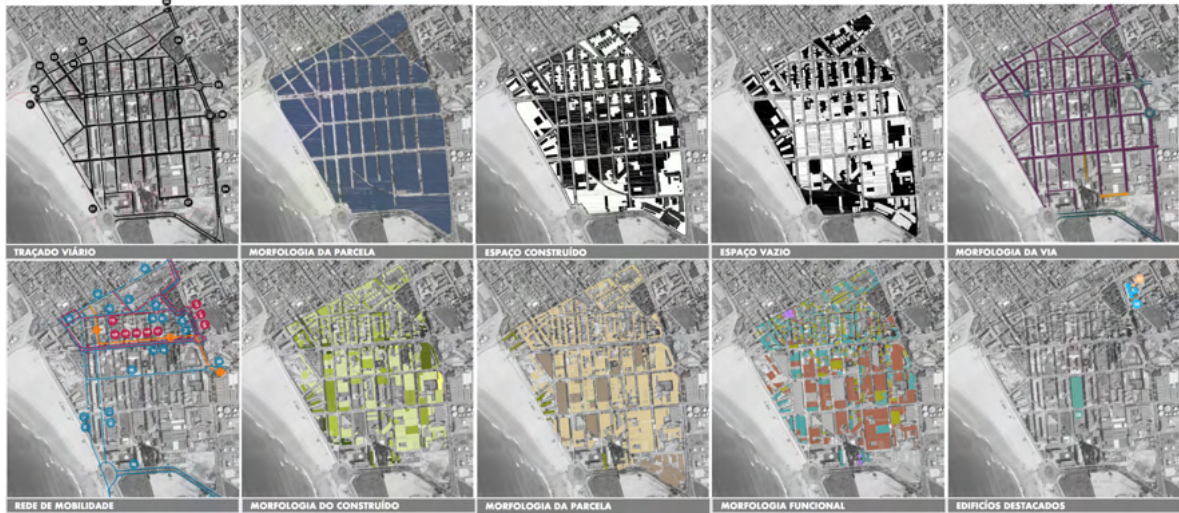 TRAÇADO VIÁRIO
MORFOLOGIA DA PARCELA
ESPAÇO CONSTRUÍDO
ESPAÇO VAZIO
MORFOLOGIA DA VIA
REDE DE MOBILIDADE
MORFOLOGIA DO CONSTRUÍDO
MORFOLOGIA DA PARCELA
MORFOLOGIA FUNCIONAL
EDIFICÍOS DESTACADOS